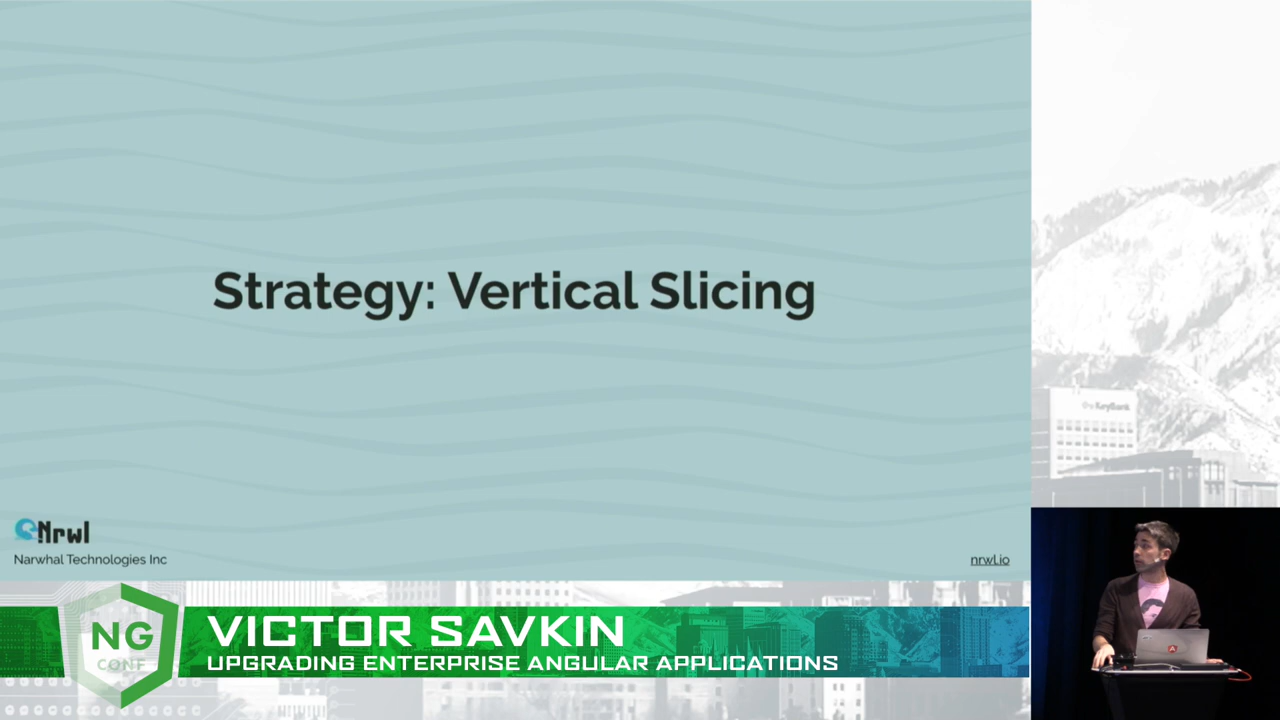 Strategy: Vertical Slicing
Nrwl
Narwhal Technologies Inc
nrwl.io
KeyBank
NG
CONF
VICTOR SAVKIN
UPGRADING ENTERPRISE ANGULAR APPLICATIONS